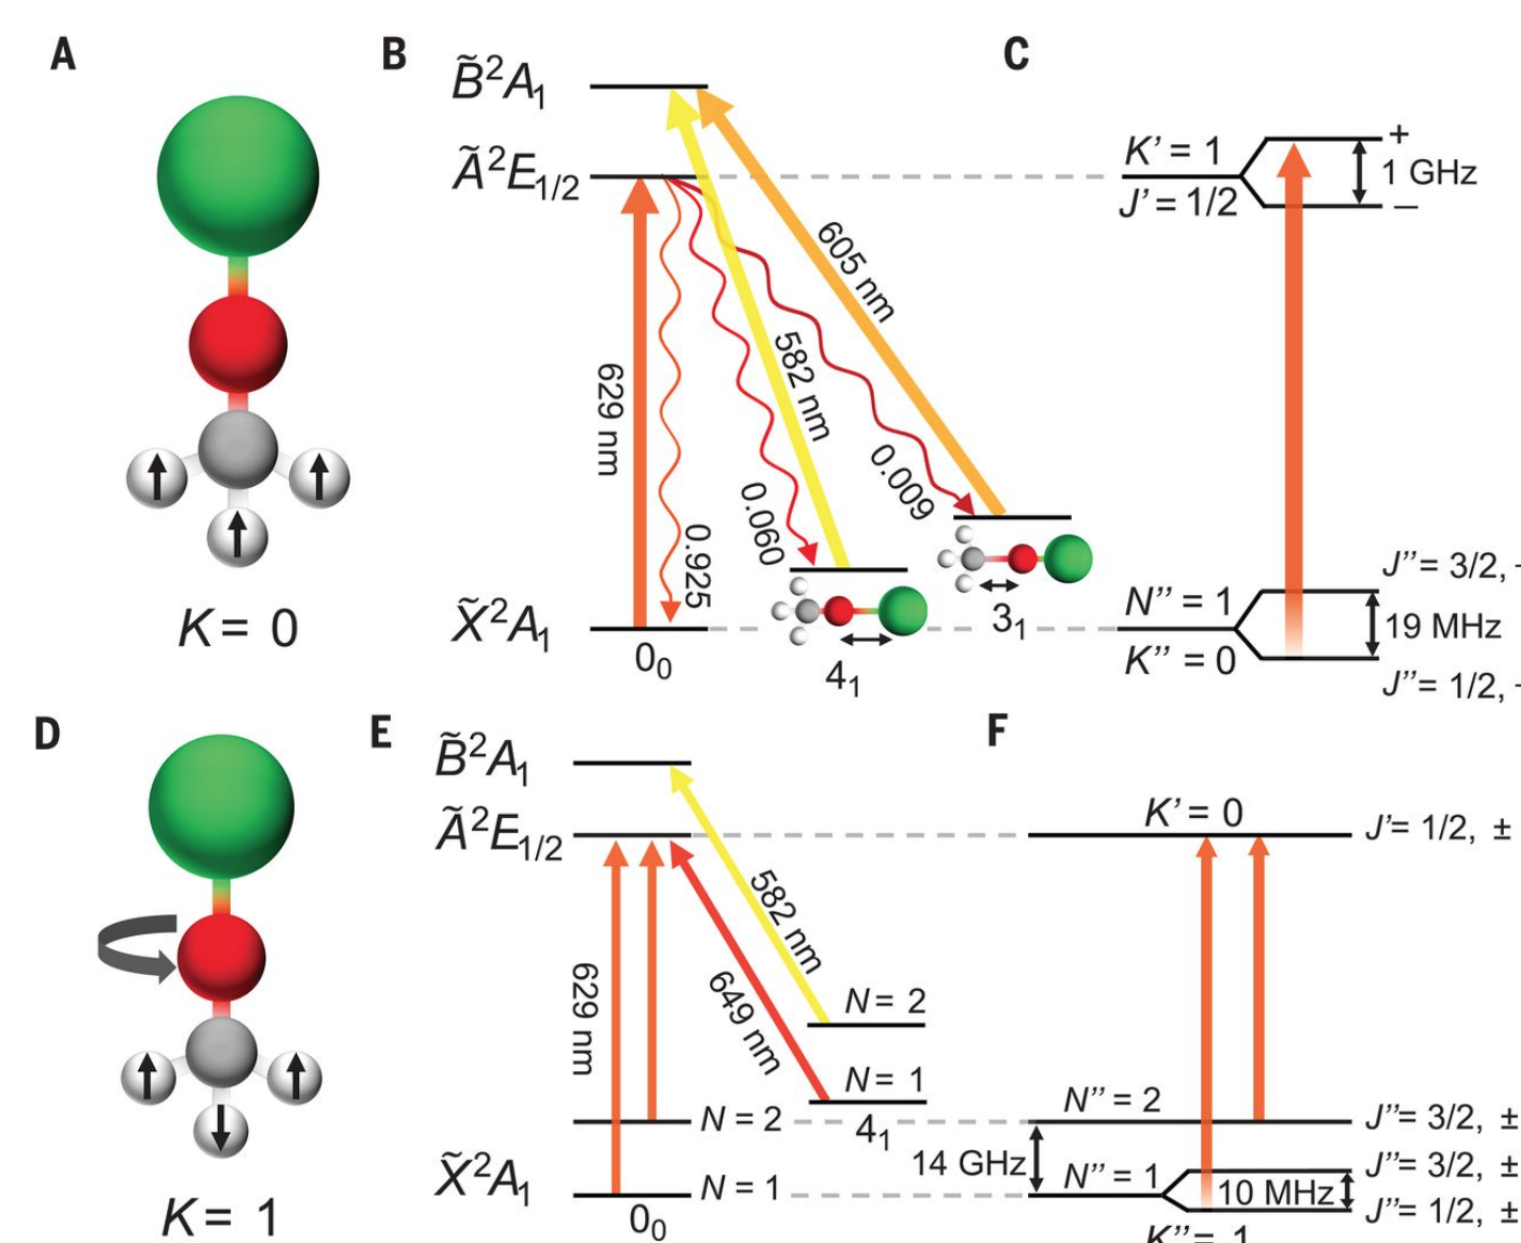 A
K = 0
B
B̃²A₁
Ã²E₁/₂
X̃²A₁
629 nm
0.925
0.060
582 nm
0.009
605 nm
0₀
4₁
3₁
C
K’ = 1
J’ = 1/2
+
1 GHz
–
N’’ = 1
K’’ = 0
J’’ = 3/2,
19 MHz
J’’ = 1/2,
D
K = 1
E
B̃²A₁
Ã²E₁/₂
X̃²A₁
629 nm
582 nm
649 nm
N = 2
N = 1
4₁
N = 2
N = 1
0₀
F
K’ = 0
J’= 1/2, ±
N’’ = 2
J’’= 3/2, ±
14 GHz
N’’ = 1
J’’= 3/2, ±
10 MHz
J’’= 1/2, ±
K’’= 1